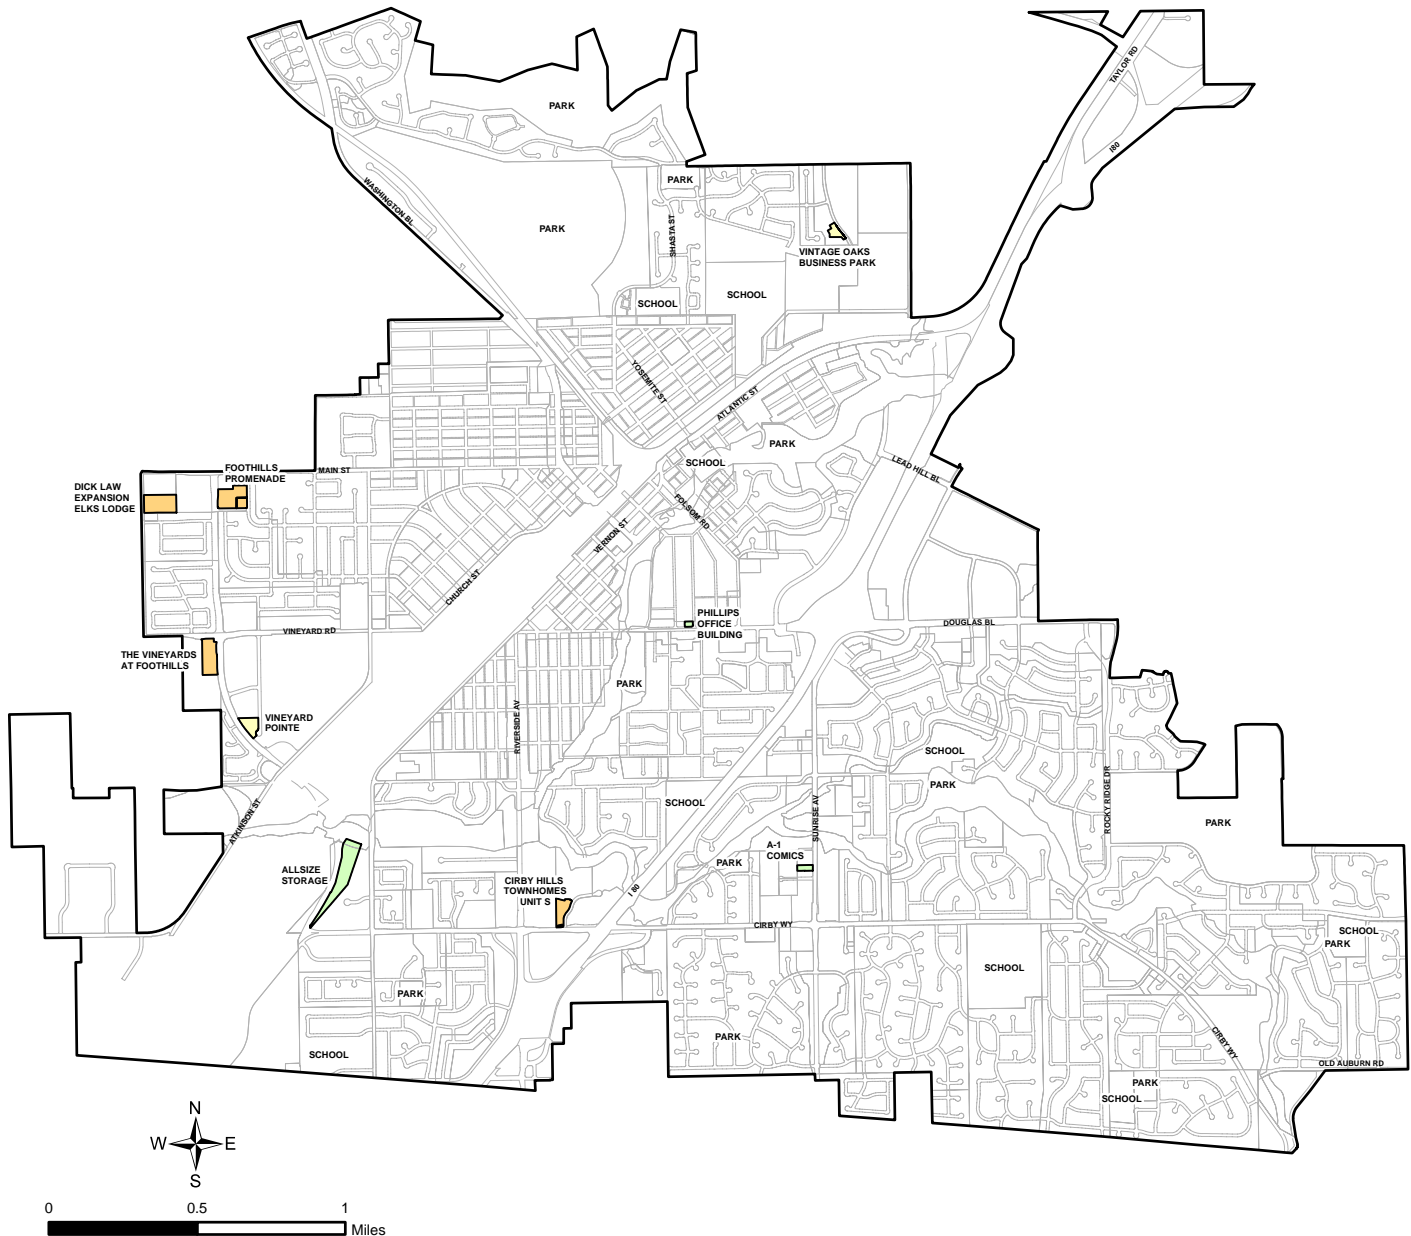 TAYLOR RD
PARK
I80
PARK
WASHINGTON BL
SHASTA ST
PARK
VINTAGE OAKS
BUSINESS PARK
SCHOOL
SCHOOL
YOSEMITE ST
ATLANTIC ST
PARK
SCHOOL
LEAD HILL BL
FOOTHILLS
PROMENADE
MAIN ST
DICK LAW
EXPANSION
ELKS LODGE
FOLSOM RD
VERNON ST
CHURCH ST
PHILLIPS
OFFICE
BUILDING
DOUGLAS BL
VINEYARD RD
THE VINEYARDS
AT FOOTHILLS
PARK
VINEYARD
POINTE
RIVERSIDE AV
SCHOOL
PARK
ROCKY RIDGE DR
SCHOOL
SUNRISE AV
PARK
ATKINSON ST
A-1
COMICS
PARK
ALLSIZE
STORAGE
CIRBY HILLS
TOWNHOMES
UNIT S
I 80
CIRBY WY
SCHOOL
PARK
SCHOOL
PARK
PARK
CIRBY WY
SCHOOL
OLD AUBURN RD
PARK
SCHOOL
N
W
E
S
0
0.5
1
Miles